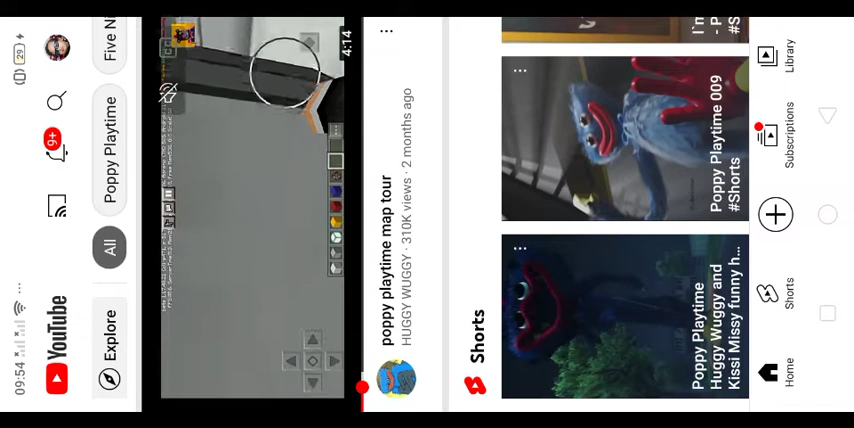 09:54
29
YouTube
9+
Explore
All
Poppy Playtime
Five Ni
4:14
poppy playtime map tour
HUGGY WUGGY · 310K views · 2 months ago
Shorts
Poppy Playtime
Huggy Wuggy and
Kissi Missy funny h...
Poppy Playtime 009
#Shorts
- P
#S
Home
Shorts
Subscriptions
Library